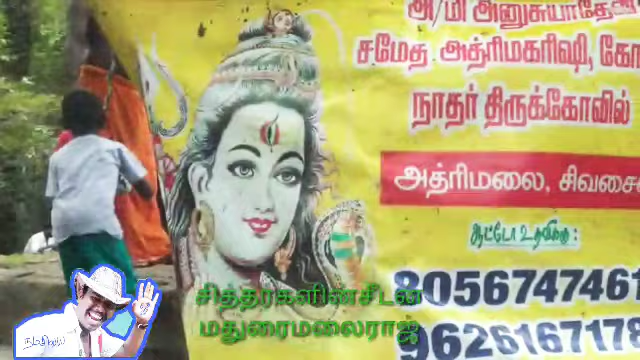 அ/மி அனுசுயாதே
சமேத அத்ரிமகரிஷி, கோ
நாதர் திருக்கோவில்
அத்ரிமலை, சிவசை
ஆட்டோ உதவிக்கு :
8056747461
9626167178
சித்தர்களின்சீடன்
மதுரைமலைராஜ்